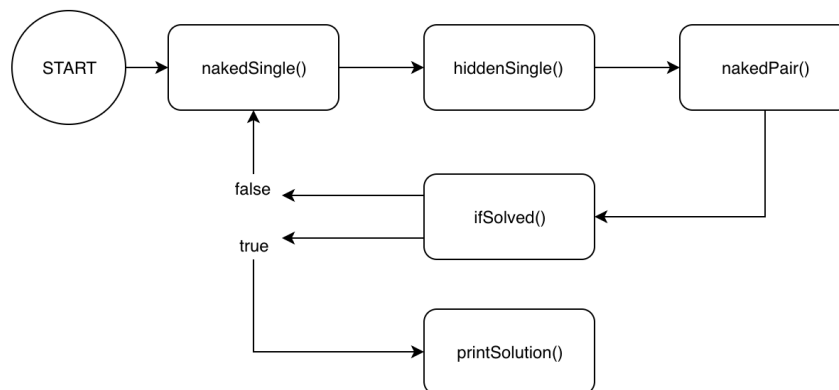 START
nakedSingle()
hiddenSingle()
nakedPair()
false
ifSolved()
true
printSolution()